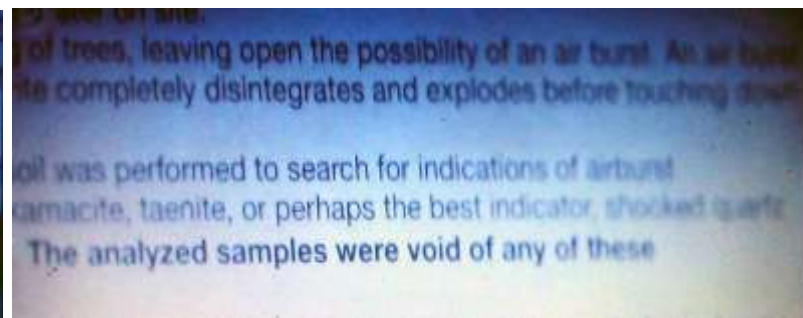 of trees, leaving open the possibility of an air burst. An air burst
completely disintegrates and explodes before touching down
soil was performed to search for indications of airburst
kamacite, taenite, or perhaps the best indicator, shocked quartz
The analyzed samples were void of any of these